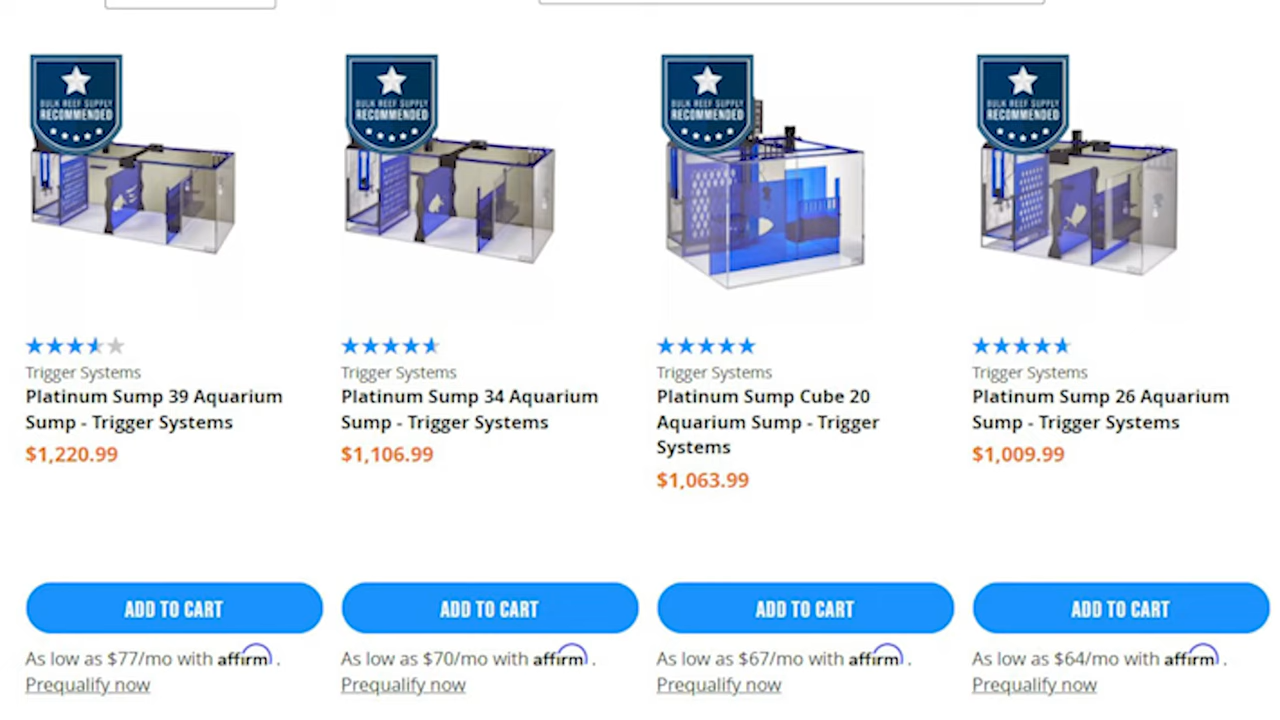 BULK REEF SUPPLY
RECOMMENDED
BULK REEF SUPPLY
RECOMMENDED
BULK REEF SUPPLY
RECOMMENDED
BULK REEF SUPPLY
RECOMMENDED
Trigger Systems
Platinum Sump 39 Aquarium
Sump - Trigger Systems
$1,220.99
ADD TO CART
As low as $77/mo with affirm.
Prequalify now
Trigger Systems
Platinum Sump 34 Aquarium
Sump - Trigger Systems
$1,106.99
ADD TO CART
As low as $70/mo with affirm.
Prequalify now
Trigger Systems
Platinum Sump Cube 20
Aquarium Sump - Trigger
Systems
$1,063.99
ADD TO CART
As low as $67/mo with affirm.
Prequalify now
Trigger Systems
Platinum Sump 26 Aquarium
Sump - Trigger Systems
$1,009.99
ADD TO CART
As low as $64/mo with affirm.
Prequalify now